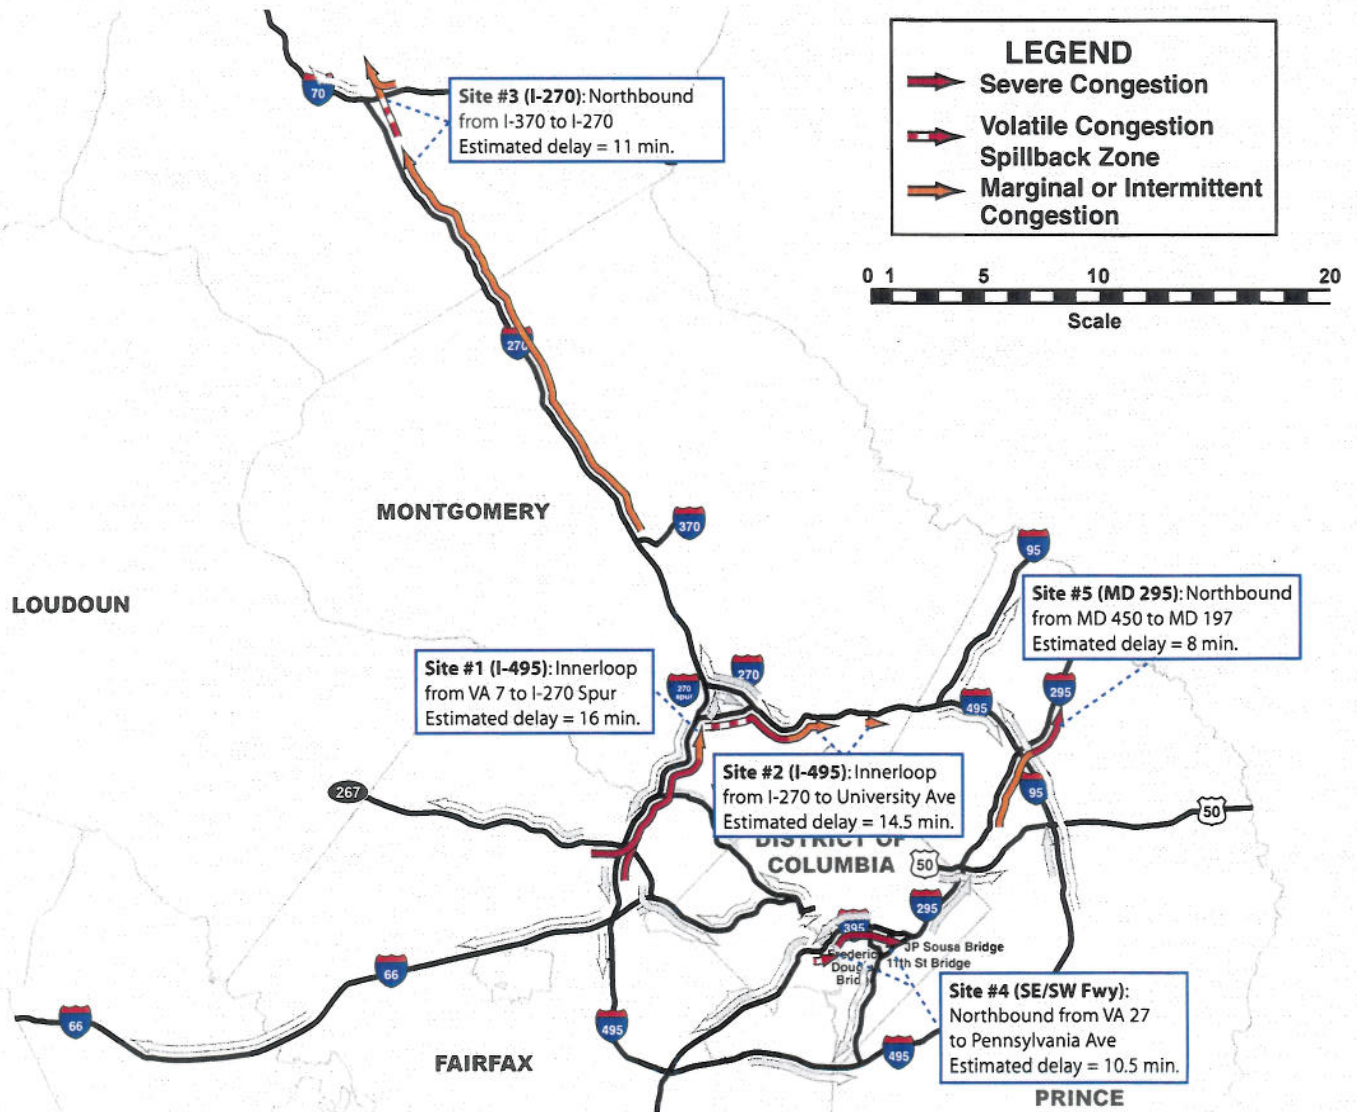 LEGEND
Severe Congestion
Volatile Congestion
Spillback Zone
Marginal or Intermittent
Congestion
0 1 5 10 20
Scale
70
Site #3 (I-270): Northbound
from I-370 to I-270
Estimated delay = 11 min.
270
MONTGOMERY
370
95
LOUDOUN
Site #5 (MD 295): Northbound
from MD 450 to MD 197
Estimated delay = 8 min.
Site #1 (I-495): Innerloop
from VA 7 to I-270 Spur
Estimated delay = 16 min.
270
spur
270
495
295
Site #2 (I-495): Innerloop
from I-270 to University Ave
Estimated delay = 14.5 min.
267
95
50
DISTRICT OF
COLUMBIA
50
295
395
JP Sousa Bridge
11th St Bridge
Frederic
Doug
Brid
66
66
495
Site #4 (SE/SW Fwy):
Northbound from VA 27
to Pennsylvania Ave
Estimated delay = 10.5 min.
495
FAIRFAX
PRINCE